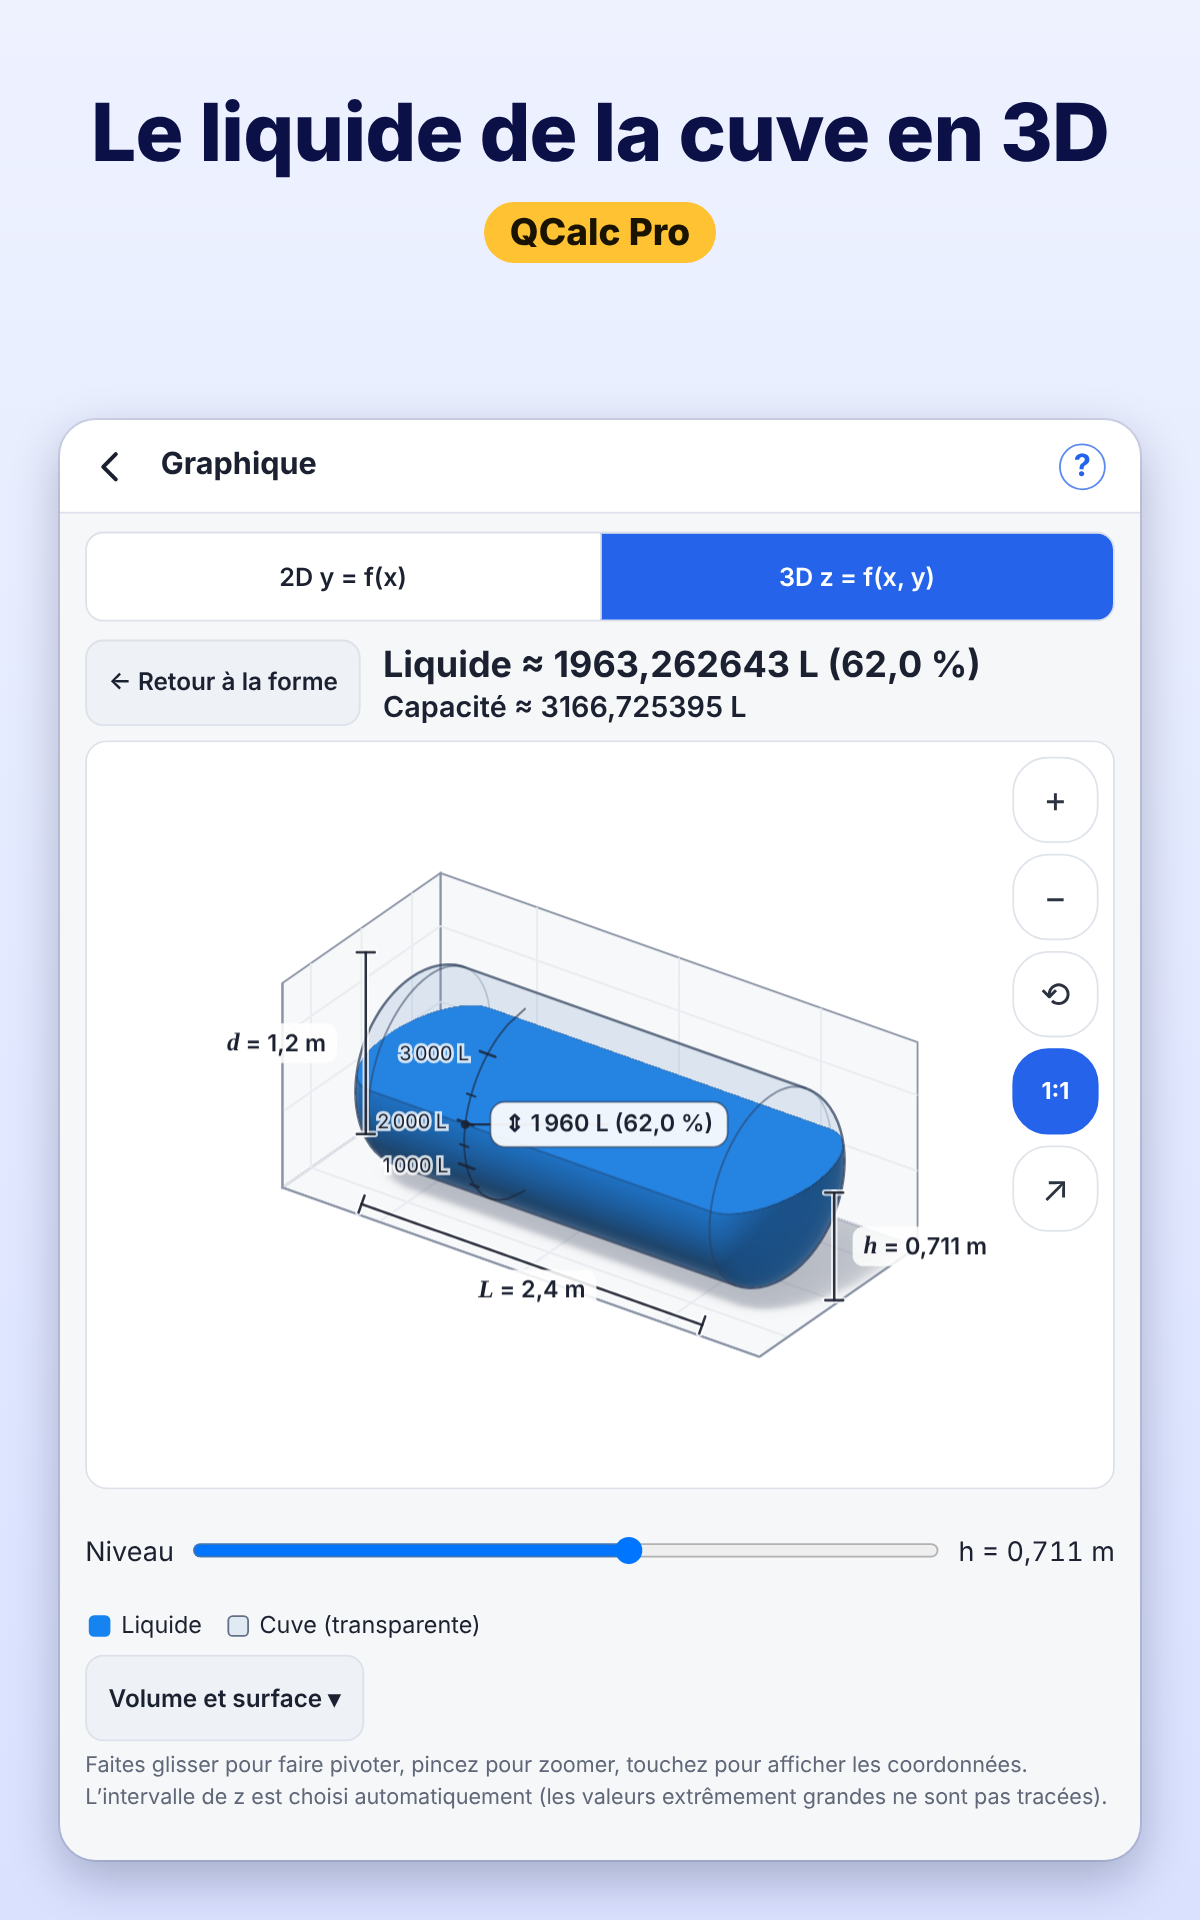 Le liquide de la cuve en 3D
QCalc Pro
Graphique
?
2D y = f(x)
3D z = f(x, y)
← Retour à la forme
Liquide ≈ 1963,262643 L (62,0 %)
Capacité ≈ 3166,725395 L
+
−
⟲
1:1
↗
d = 1,2 m
3 000 L
2 000 L
⇕ 1 960 L (62,0 %)
1 000 L
h = 0,711 m
L = 2,4 m
Niveau
h = 0,711 m
Liquide
Cuve (transparente)
Volume et surface ▾
Faites glisser pour faire pivoter, pincez pour zoomer, touchez pour afficher les coordonnées.
L’intervalle de z est choisi automatiquement (les valeurs extrêmement grandes ne sont pas tracées).